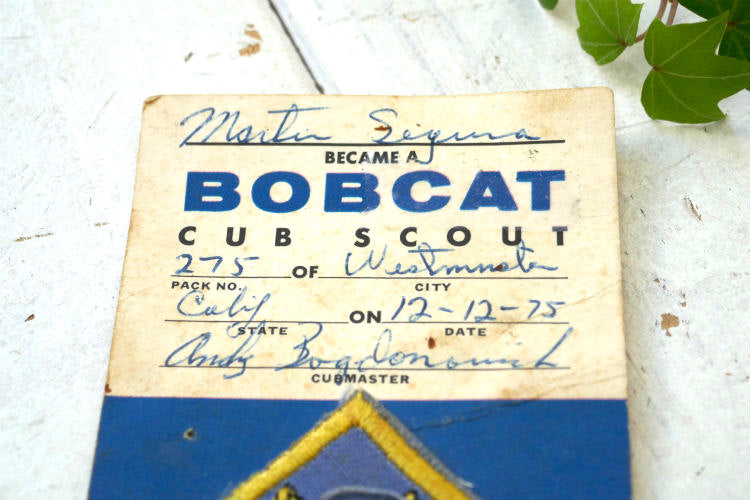 Martin Segura
BECAME A
BOBCAT
CUB SCOUT
275 OF Westminster
PACK NO. CITY
Calif ON 12-12-75
STATE DATE
Andy Bogdonovich
CUBMASTER